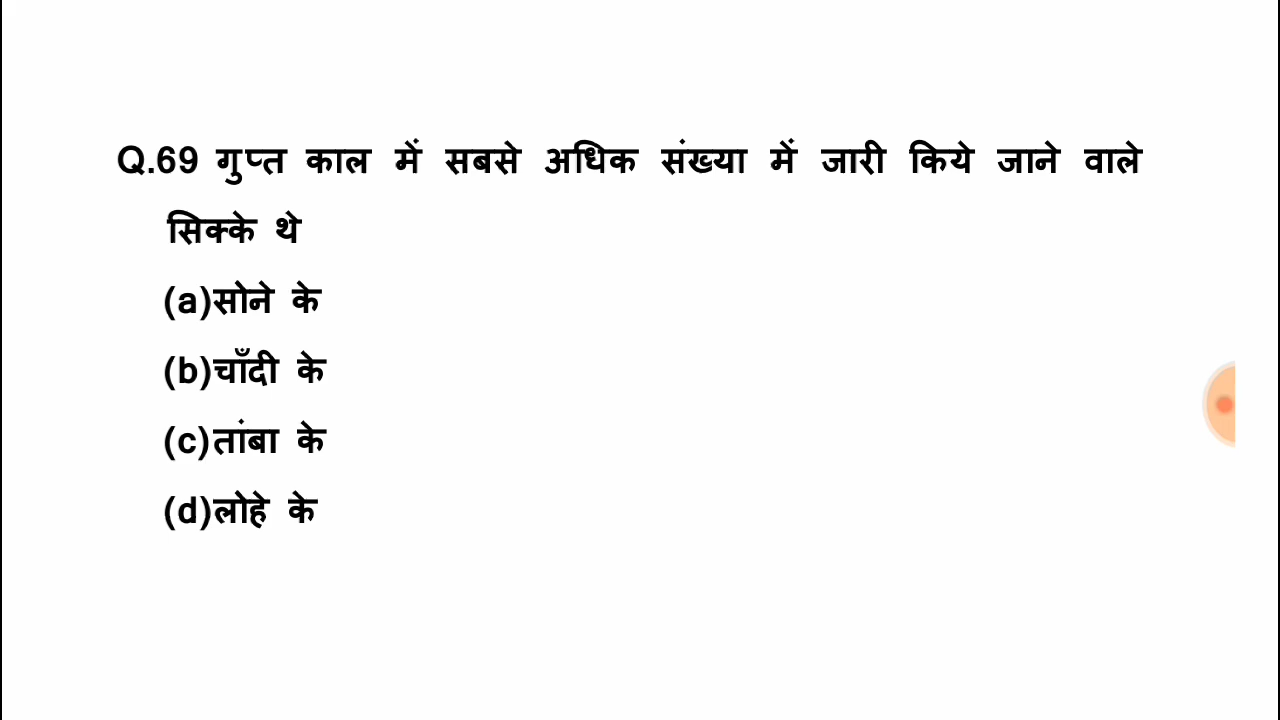 Q.69 गुप्त काल में सबसे अधिक संख्या में जारी किये जाने वाले
सिक्के थे
(a)सोने के
(b)चाँदी के
(c)तांबा के
(d)लोहे के